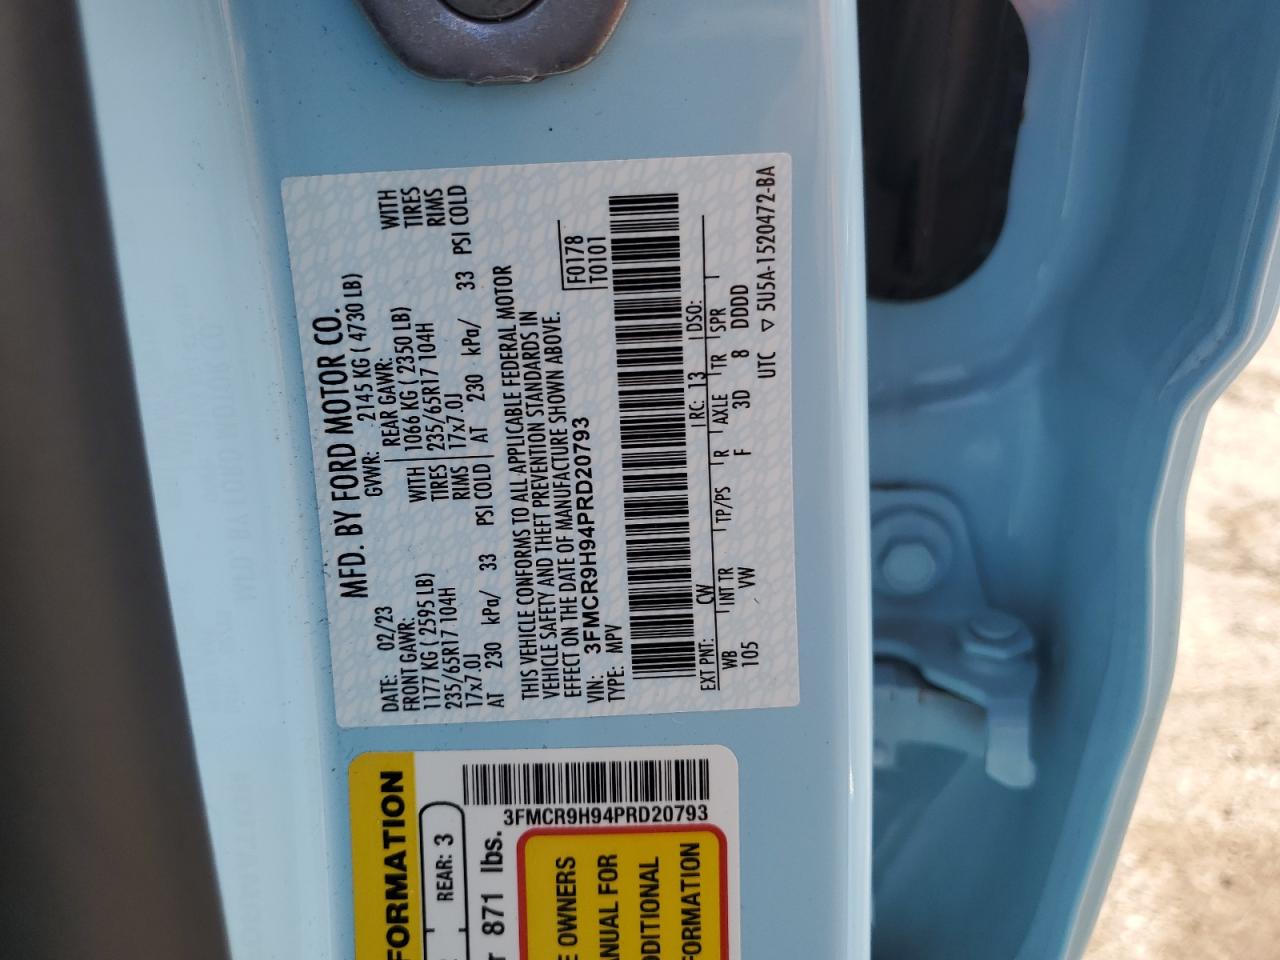 MFD. BY FORD MOTOR CO.
DATE: 02/23 GVWR: 2145 KG ( 4730 LB)
FRONT GAWR: REAR GAWR:
1177 KG ( 2595 LB) WITH 1066 KG ( 2350 LB) WITH
235/65R17 104H TIRES 235/65R17 104H TIRES
17x7.0J RIMS 17x7.0J RIMS
AT 230 kPa/ 33 PSI COLD AT 230 kPa/ 33 PSI COLD
THIS VEHICLE CONFORMS TO ALL APPLICABLE FEDERAL MOTOR
VEHICLE SAFETY AND THEFT PREVENTION STANDARDS IN
EFFECT ON THE DATE OF MANUFACTURE SHOWN ABOVE.
VIN: 3FMCR9H94PRD20793 F0178
TYPE: MPV T0101
EXT PNT: CW RC: 13 DSO:
WB INT TR TP/PS R AXLE TR SPR
105 VW F 3D 8 DDDD
UTC ▽ 5U5A-1520472-BA
FORMATION
REAR: 3
871 lbs.
3FMCR9H94PRD20793
OWNERS
FOR